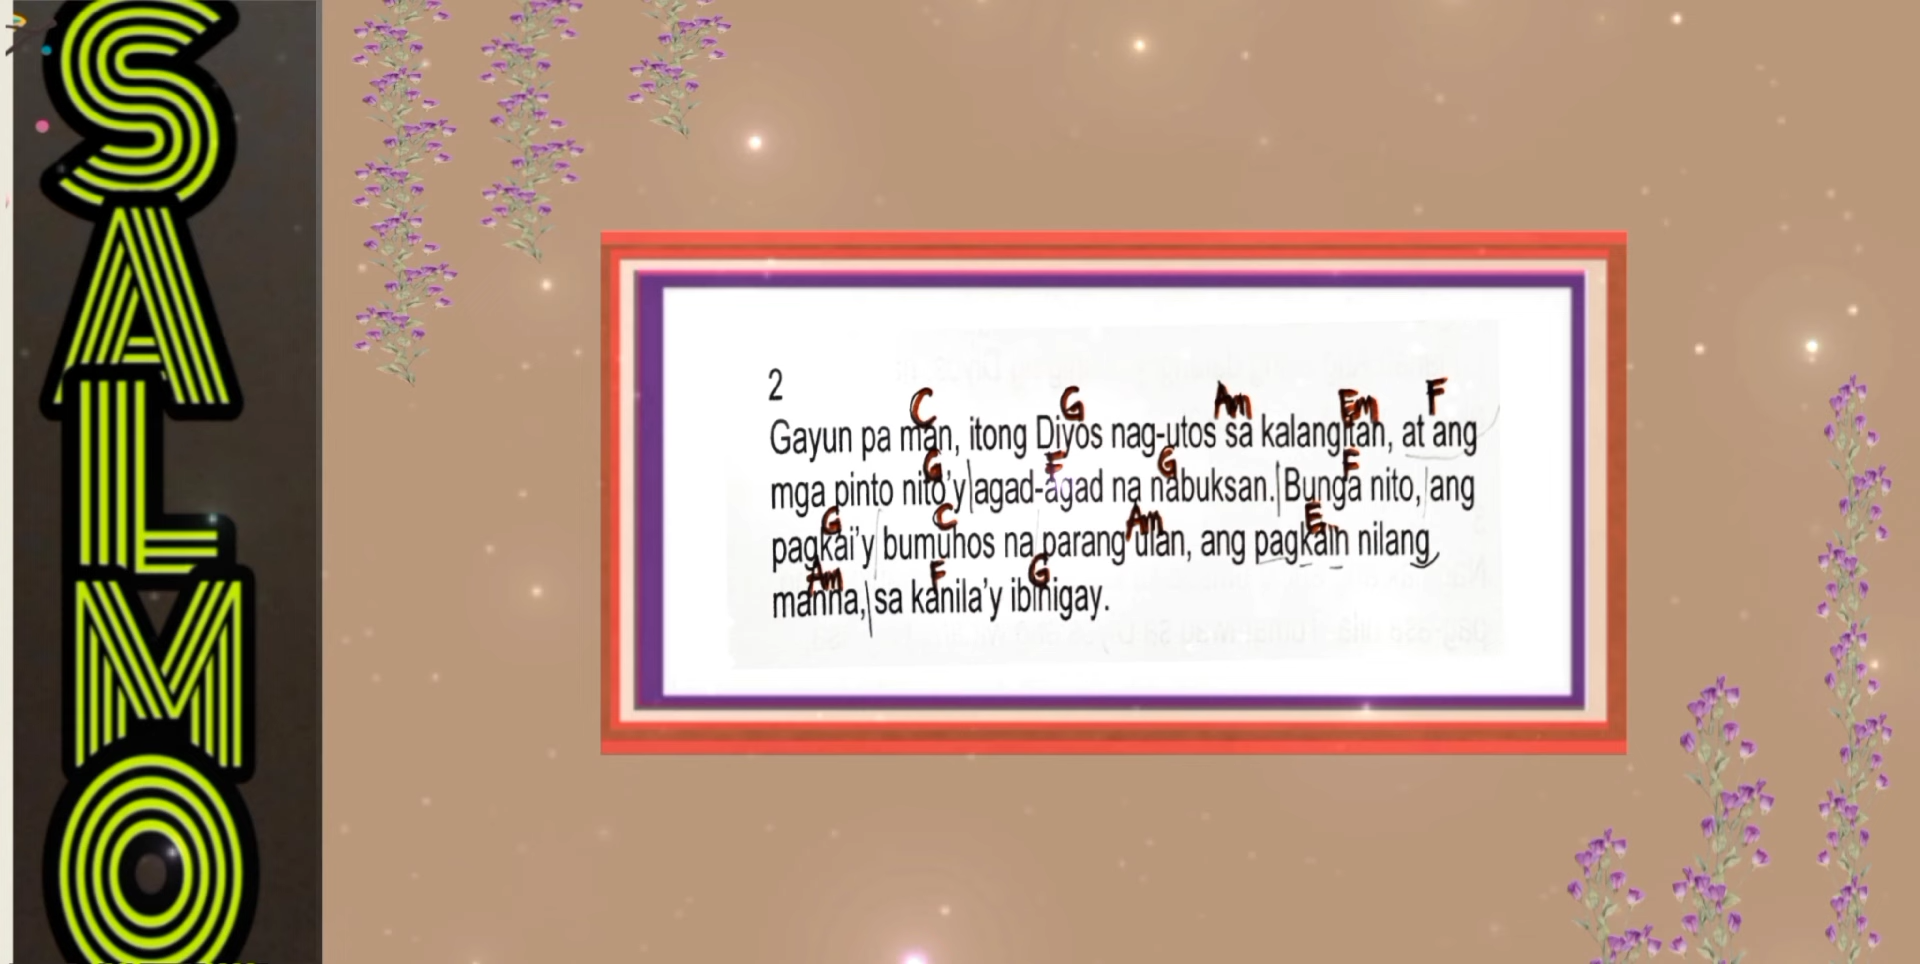 SALMO
2
C G Am Em F
Gayun pa man, itong Diyos nag-utos sa kalangitan, at ang
G F G F
mga pinto nito’y agad-agad na nabuksan. Bunga nito, ang
G C Am E
pagkai’y bumuhos na parang ulan, ang pagkain nilang
Am F G
manna, sa kanila’y ibinigay.